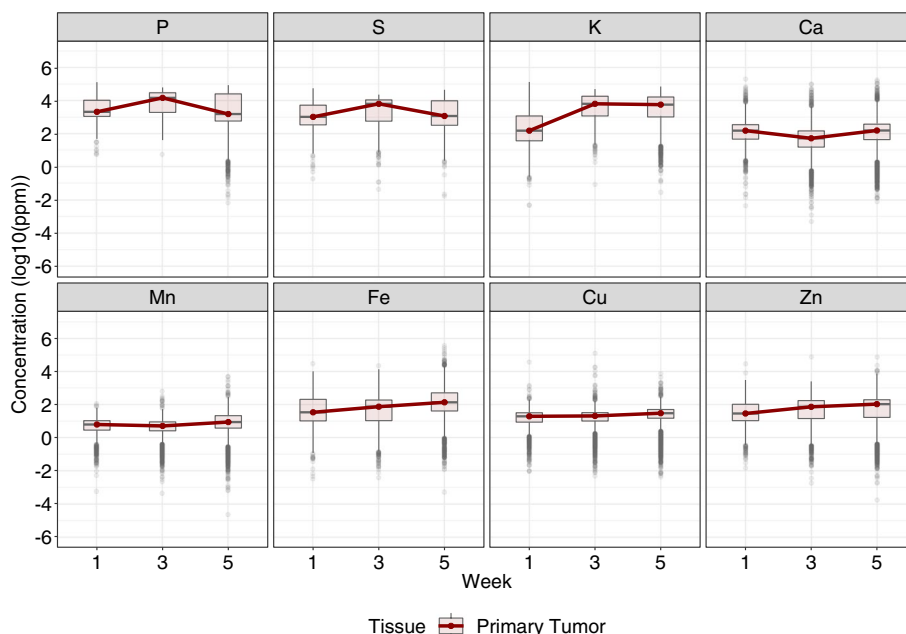 P S K Ca
6
4
2
0
-2
-4
-6
Mn Fe Cu Zn
6
4
2
0
-2
-4
-6
1 3 5 1 3 5 1 3 5 1 3 5
Concentration (log10(ppm))
Week
Tissue Primary Tumor